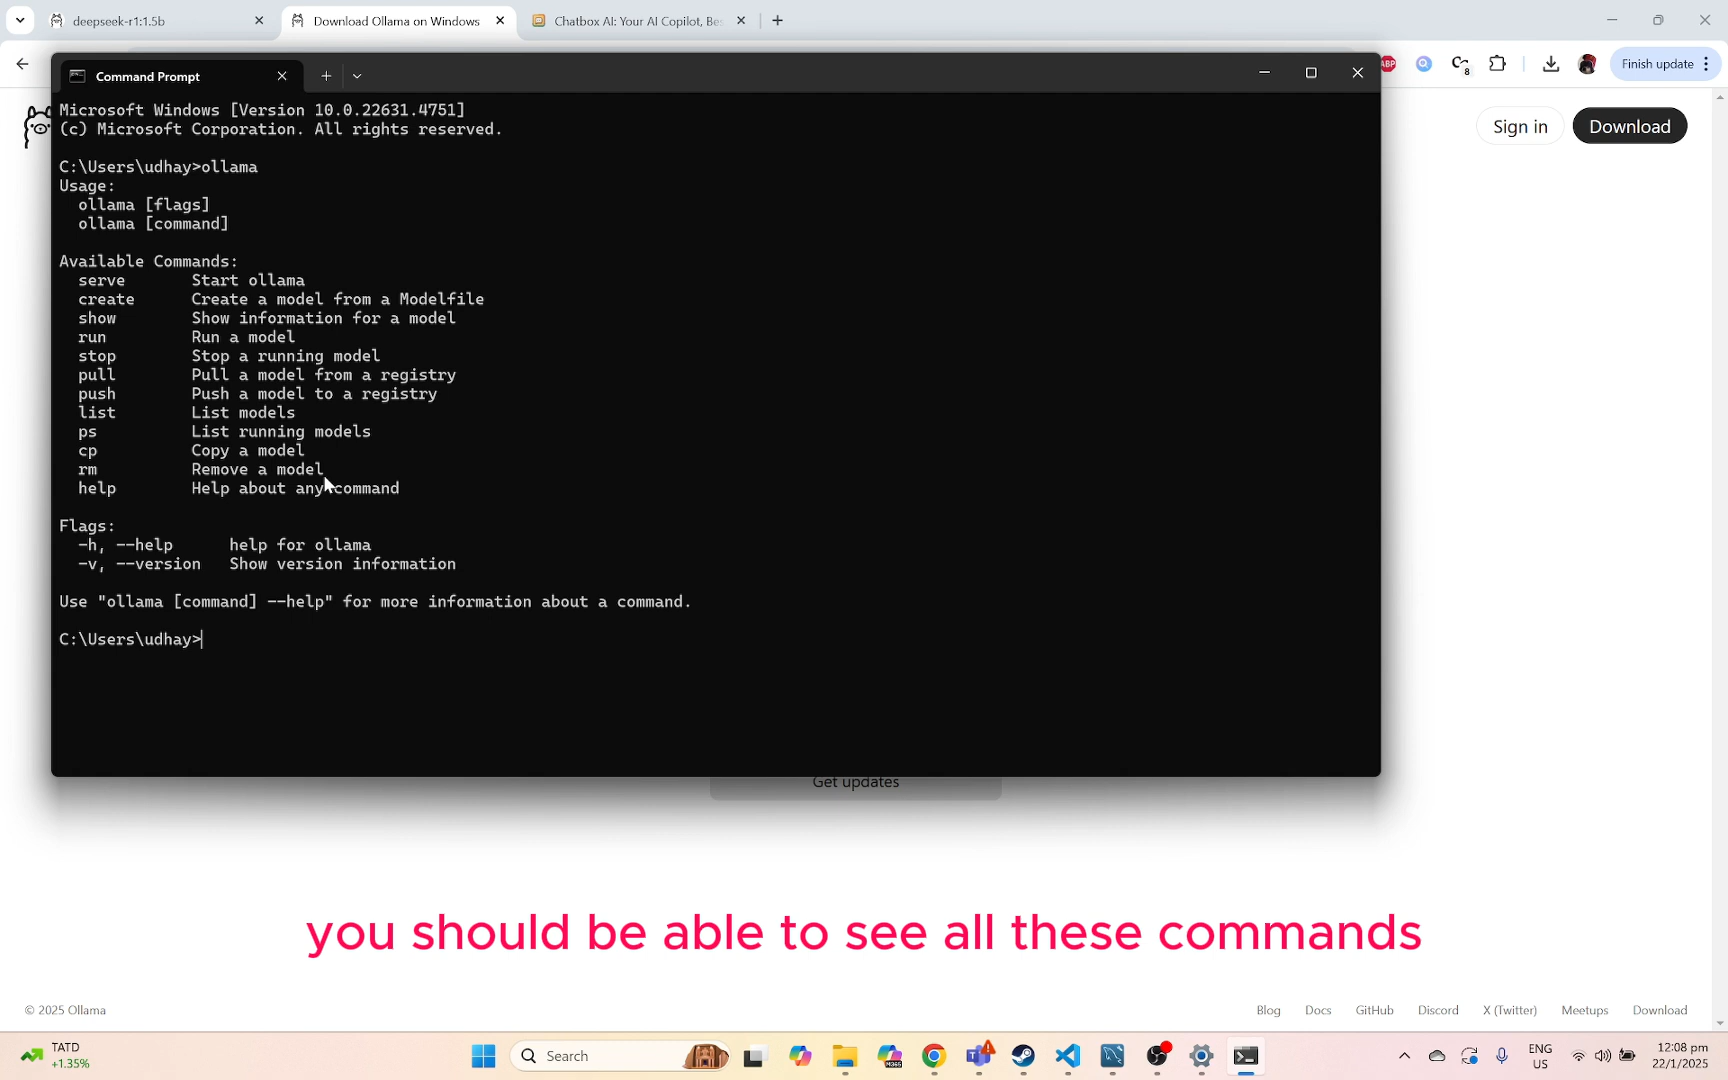 deepseek-r1:1.5b
Download Ollama on Windows
Chatbox AI: Your AI Copilot, Bes
Finish update
ABP
8
Command Prompt
Sign in
Download
Microsoft Windows [Version 10.0.22631.4751]
(c) Microsoft Corporation. All rights reserved.
C:\Users\udhay>ollama
Usage:
ollama [flags]
ollama [command]
Available Commands:
serve Start ollama
create Create a model from a Modelfile
show Show information for a model
run Run a model
stop Stop a running model
pull Pull a model from a registry
push Push a model to a registry
list List models
ps List running models
cp Copy a model
rm Remove a model
help Help about any command
Flags:
-h, --help help for ollama
-v, --version Show version information
Use "ollama [command] --help" for more information about a command.
C:\Users\udhay>
Get updates
you should be able to see all these commands
© 2025 Ollama
Blog Docs GitHub Discord X (Twitter) Meetups Download
TATD
+1.35%
Search
M365
ENG
US
12:08 pm
22/1/2025